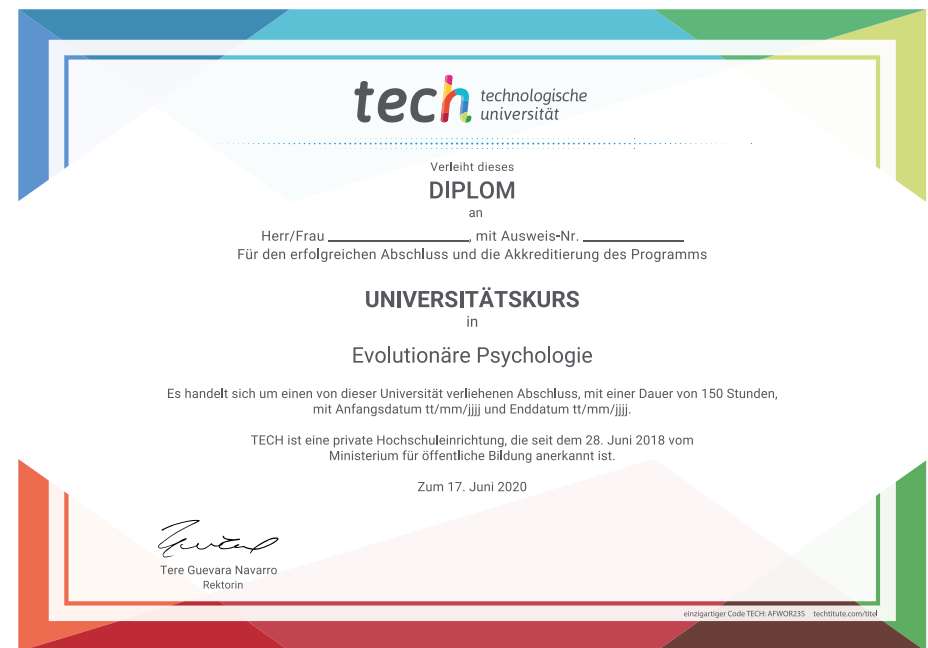 tech technologische
universität
Verleiht dieses
DIPLOM
an
Herr/Frau ____________________, mit Ausweis-Nr. ______________
Für den erfolgreichen Abschluss und die Akkreditierung des Programms
UNIVERSITÄTSKURS
in
Evolutionäre Psychologie
Es handelt sich um einen von dieser Universität verliehenen Abschluss, mit einer Dauer von 150 Stunden,
mit Anfangsdatum tt/mm/jjjj und Enddatum tt/mm/jjjj.
TECH ist eine private Hochschuleinrichtung, die seit dem 28. Juni 2018 vom
Ministerium für öffentliche Bildung anerkannt ist.
Zum 17. Juni 2020
Tere Guevara Navarro
Rektorin
einzigartiger Code TECH: AFWOR23S techtitute.com/titel